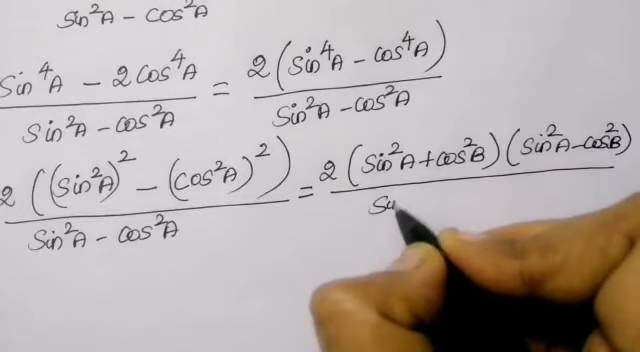 Sin²A - Cos²A
Sin⁴A - 2Cos⁴A / Sin²A - Cos²A = 2(Sin⁴A - Cos⁴A) / Sin²A - Cos²A
2((Sin²A)² - (Cos²A)²) / Sin²A - Cos²A = 2(Sin²A + Cos²B)(Sin²A - Cos²B) / Si